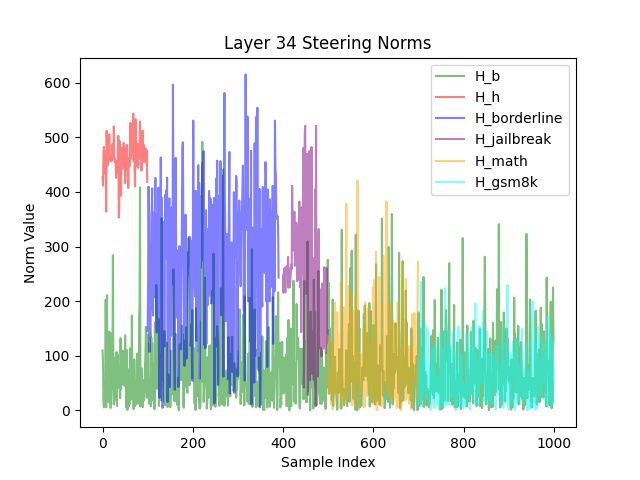 Layer 34 Steering Norms
Norm Value
600
500
400
300
200
100
0
H_b
H_h
H_borderline
H_jailbreak
H_math
H_gsm8k
0
200
400
600
800
1000
Sample Index